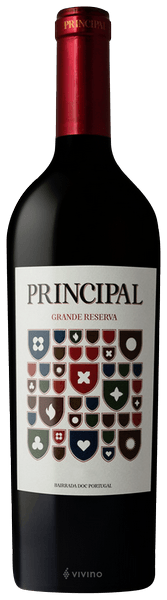 PRINCIPAL
PRINCIPAL
GRANDE RESERVA
BAIRRADA DOC PORTUGAL
vivino